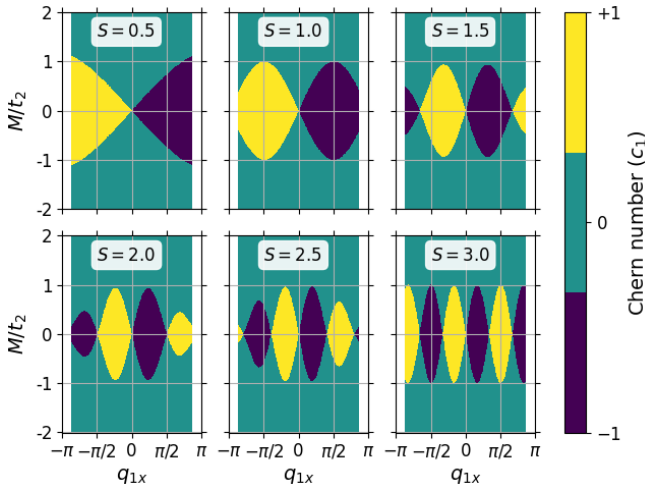 S = 0.5
S = 1.0
S = 1.5
2
1
0
−1
−2
M/t₂
S = 2.0
S = 2.5
S = 3.0
2
1
0
−1
−2
M/t₂
−π −π/2 0 π/2 π
−π −π/2 0 π/2 π
−π −π/2 0 π/2 π
q₁ₓ
q₁ₓ
q₁ₓ
+1
0
−1
Chern number (c₁)